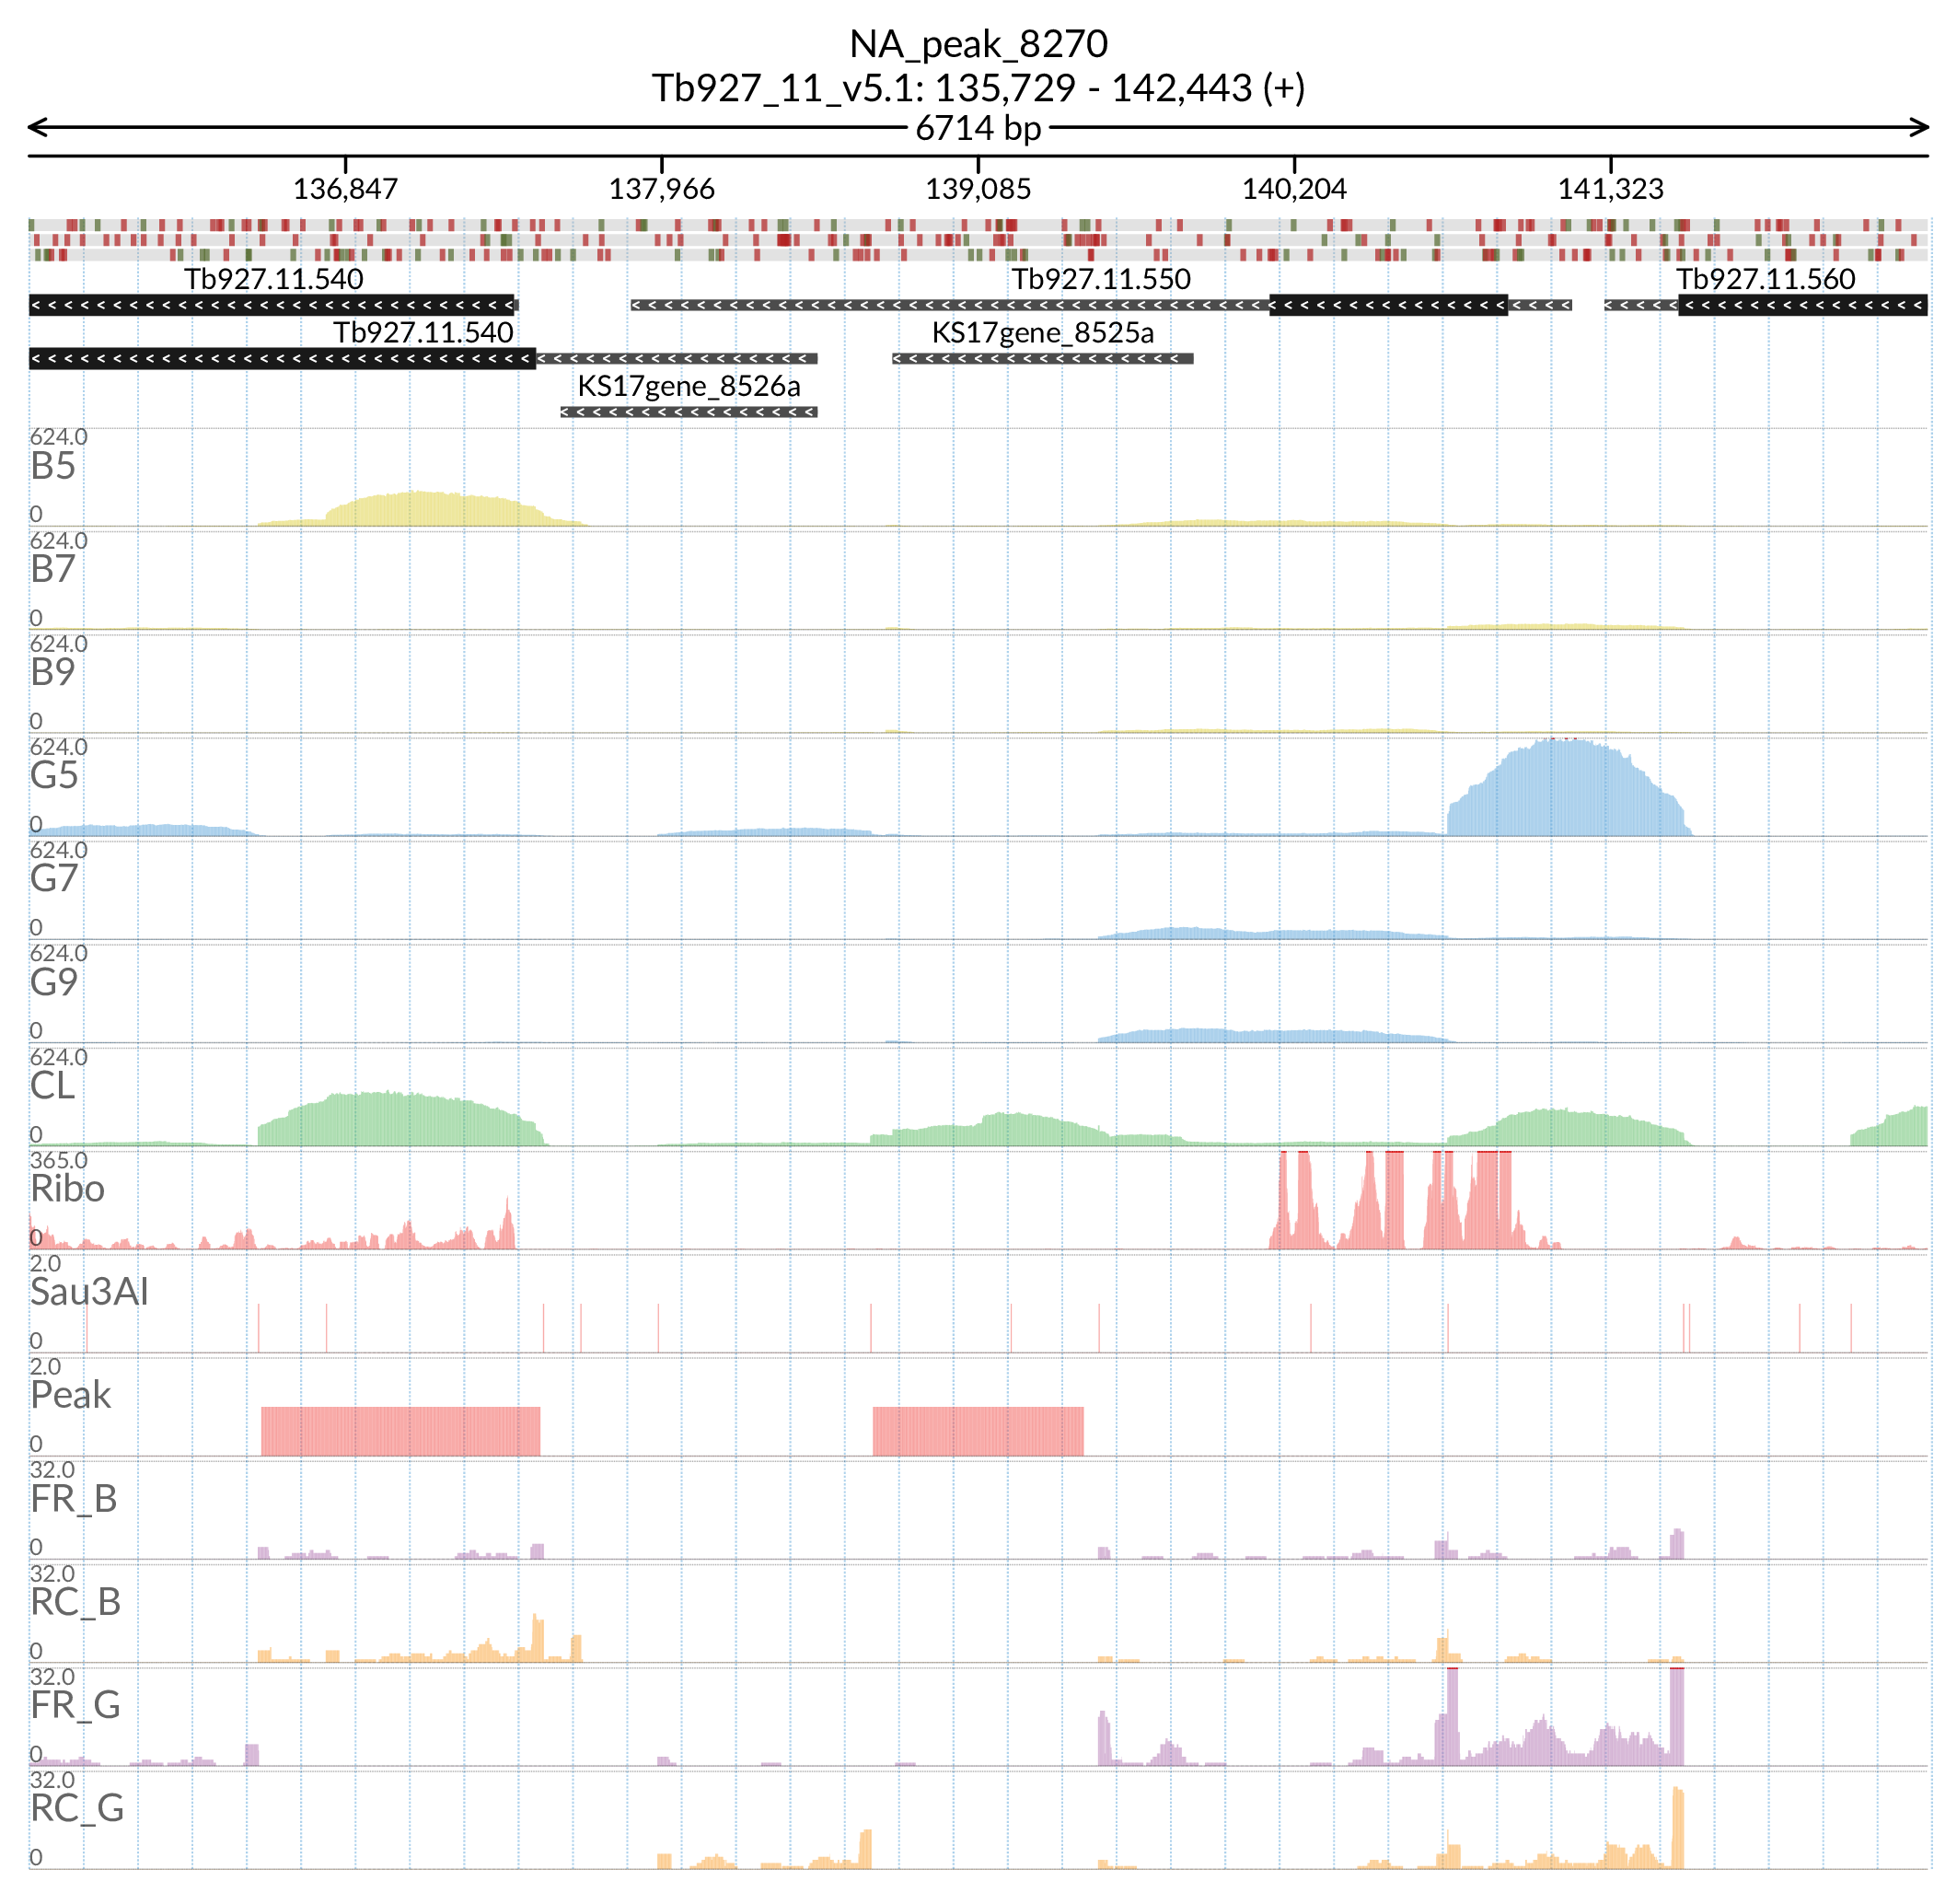 NA_peak_8270
Tb927_11_v5.1: 135,729 - 142,443 (+)
6714 bp
136,847 137,966 139,085 140,204 141,323
Tb927.11.540 Tb927.11.550 Tb927.11.560
Tb927.11.540 KS17gene_8525a
KS17gene_8526a
624.0
B5
0
624.0
B7
0
624.0
B9
0
624.0
G5
0
624.0
G7
0
624.0
G9
0
624.0
CL
0
365.0
Ribo
0
2.0
Sau3AI
0
2.0
Peak
0
32.0
FR_B
0
32.0
RC_B
0
32.0
FR_G
0
32.0
RC_G
0